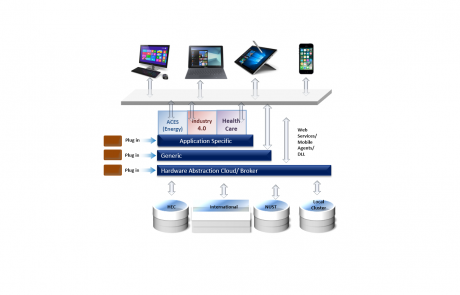 ACES
(Energy)
Industry
4.0
Health
Care
Plug in
Application Specific
Plug in
Generic
Plug in
Hardware Abstraction Cloud/ Broker
Web
Services/
Mobile
Agents/
DLL
HEC
International
NUST
Local
Cluster